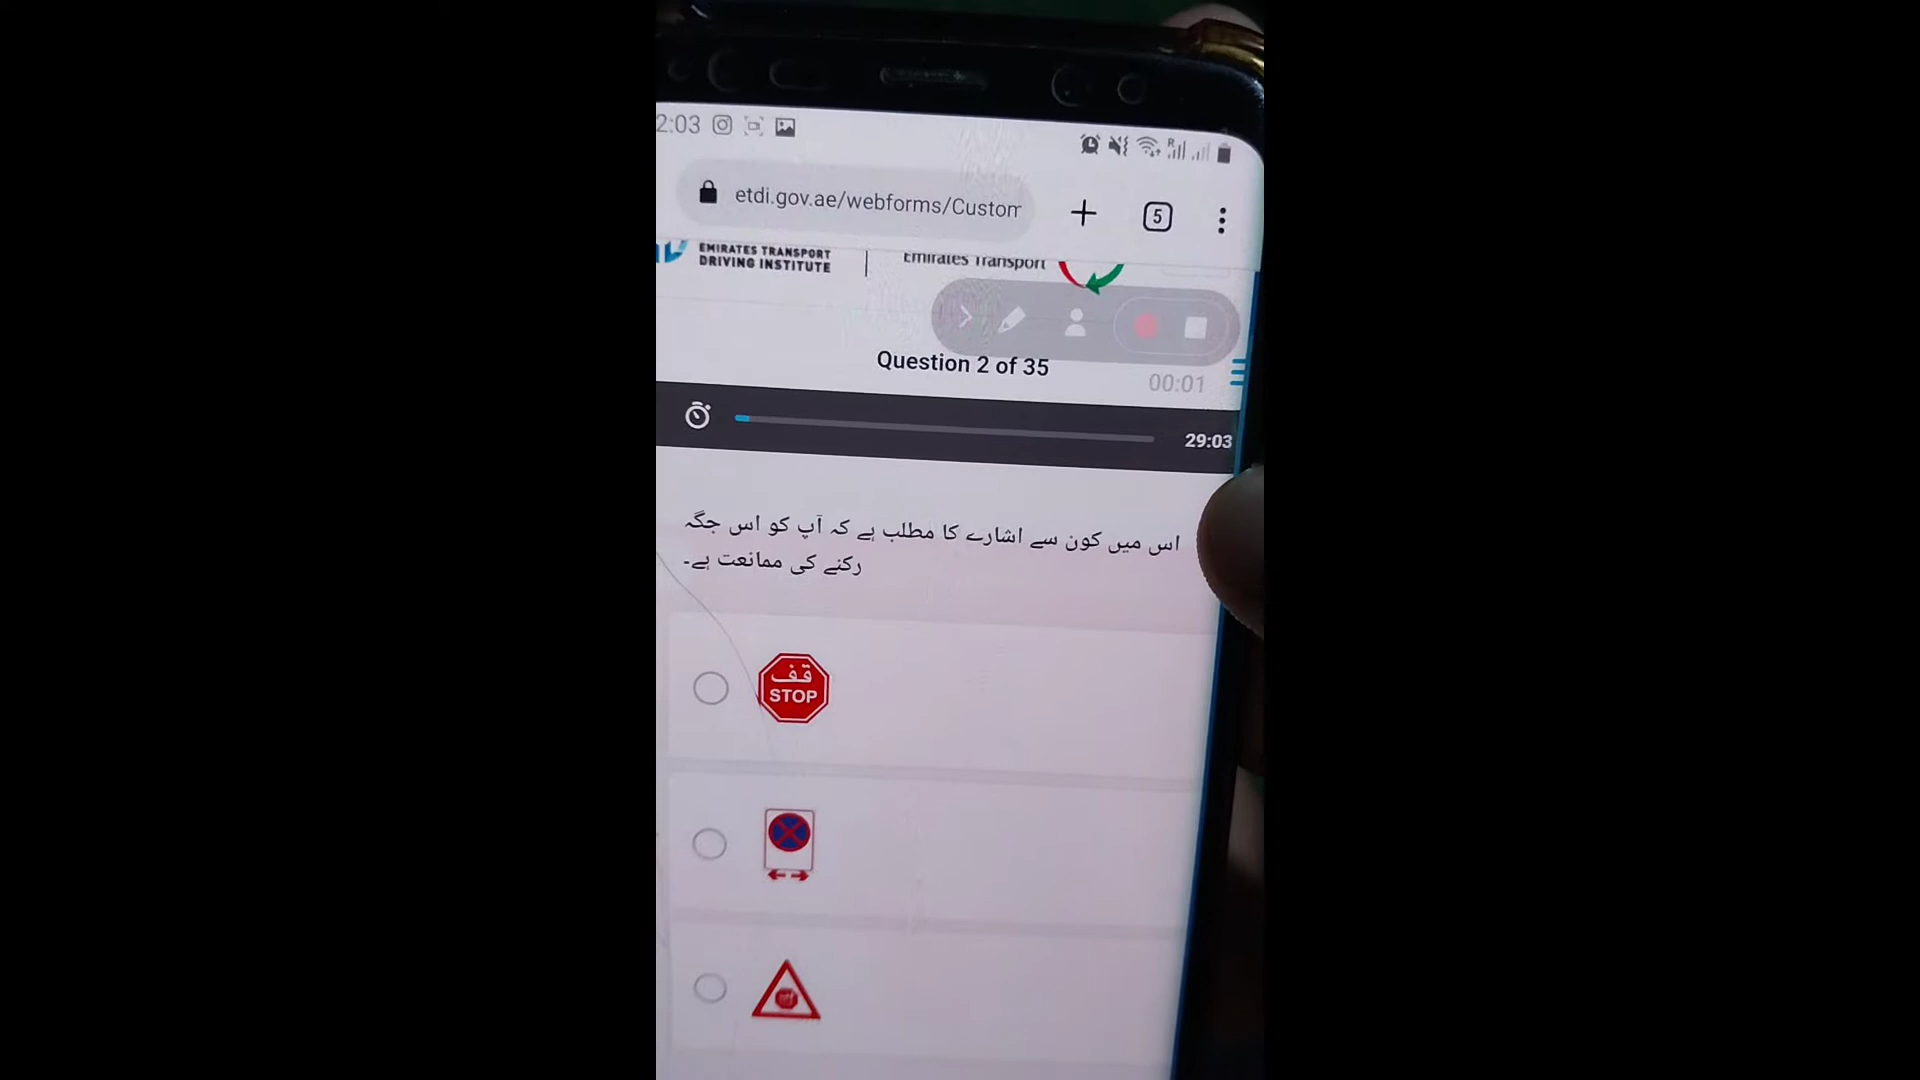 2:03
etdi.gov.ae/webforms/Custom
5
EMIRATES TRANSPORT
DRIVING INSTITUTE
Emirates Transport
Question 2 of 35
00:01
29:03
اس میں کون سے اشارے کا مطلب ہے کہ آپ کو اس جگہ
رکنے کی ممانعت ہے۔
قف
STOP